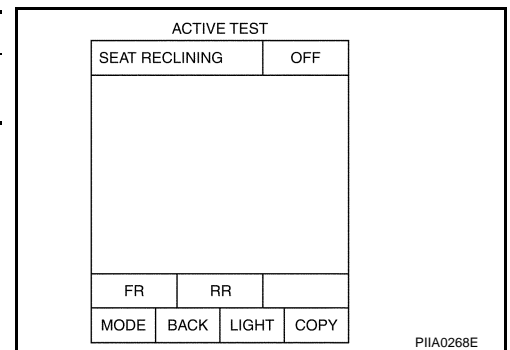 ACTIVE TEST
SEAT RECLINING OFF
FR RR
MODE BACK LIGHT COPY
PIIA0268E